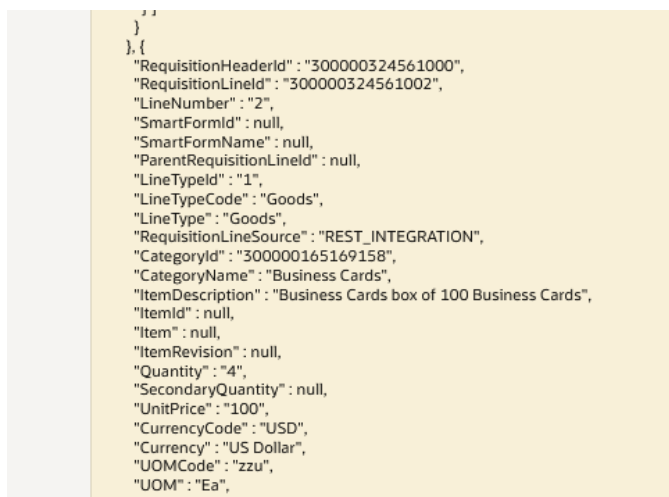 }
}, {
"RequisitionHeaderId" : "300000324561000",
"RequisitionLineId" : "300000324561002",
"LineNumber" : "2",
"SmartFormId" : null,
"SmartFormName" : null,
"ParentRequisitionLineId" : null,
"LineTypeId" : "1",
"LineTypeCode" : "Goods",
"LineType" : "Goods",
"RequisitionLineSource" : "REST_INTEGRATION",
"CategoryId" : "300000165169158",
"CategoryName" : "Business Cards",
"ItemDescription" : "Business Cards box of 100 Business Cards",
"ItemId" : null,
"Item" : null,
"ItemRevision" : null,
"Quantity" : "4",
"SecondaryQuantity" : null,
"UnitPrice" : "100",
"CurrencyCode" : "USD",
"Currency" : "US Dollar",
"UOMCode" : "zzu",
"UOM" : "Ea",